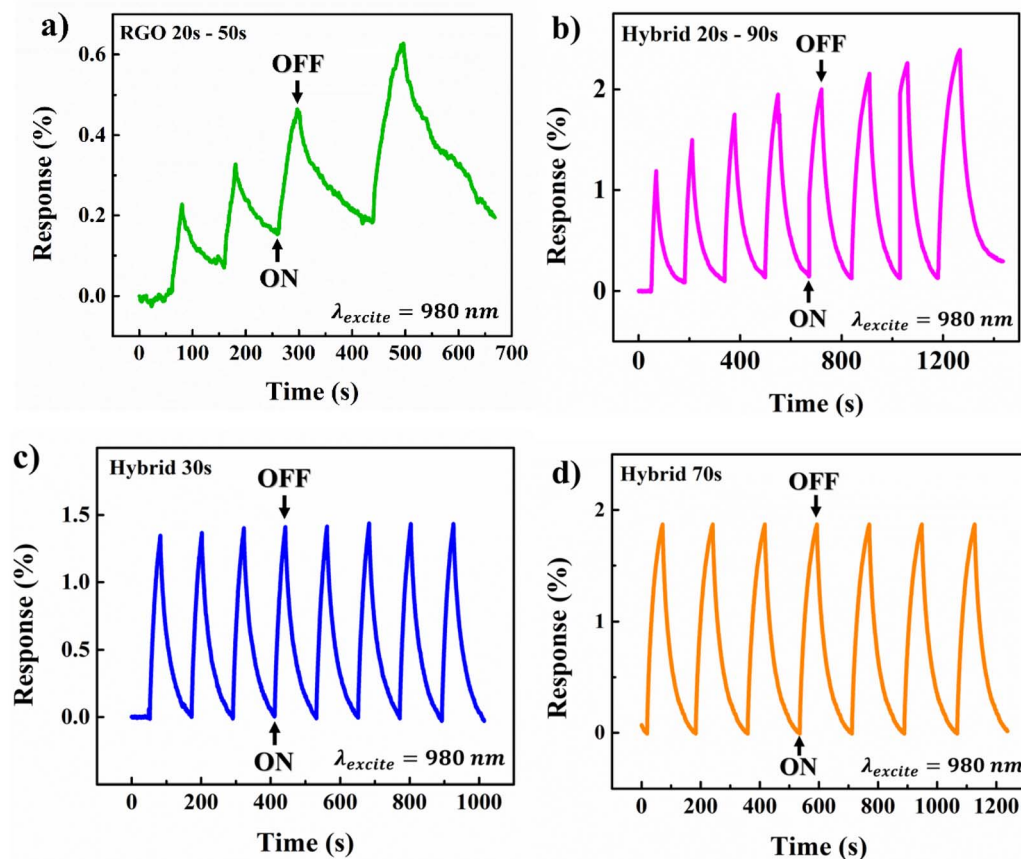 a)
RGO 20s - 50s
OFF
ON
λexcite = 980 nm
0.6
0.4
0.2
0.0
Response (%)
0 100 200 300 400 500 600 700
Time (s)
b)
Hybrid 20s - 90s
OFF
ON
λexcite = 980 nm
2
1
0
Response (%)
0 400 800 1200
Time (s)
c)
Hybrid 30s
OFF
ON
λexcite = 980 nm
1.5
1.0
0.5
0.0
Response (%)
0 200 400 600 800 1000
Time (s)
d)
Hybrid 70s
OFF
ON
λexcite = 980 nm
2
1
0
Response (%)
0 200 400 600 800 1000 1200
Time (s)